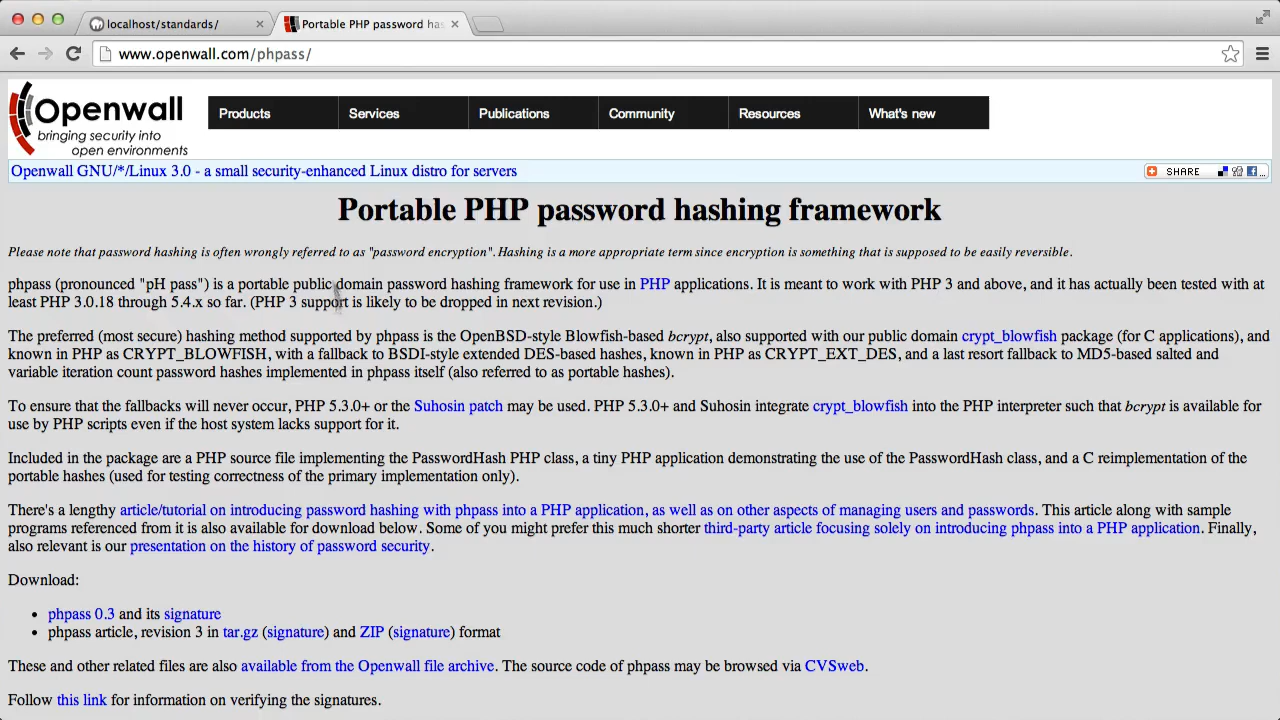 localhost/standards/
Portable PHP password has
www.openwall.com/phpass/
Openwall
bringing security into
open environments
Products Services Publications Community Resources What's new
Openwall GNU/*/Linux 3.0 - a small security-enhanced Linux distro for servers
SHARE
Portable PHP password hashing framework
Please note that password hashing is often wrongly referred to as "password encryption". Hashing is a more appropriate term since encryption is something that is supposed to be easily reversible.
phpass (pronounced "pH pass") is a portable public domain password hashing framework for use in PHP applications. It is meant to work with PHP 3 and above, and it has actually been tested with at
least PHP 3.0.18 through 5.4.x so far. (PHP 3 support is likely to be dropped in next revision.)
The preferred (most secure) hashing method supported by phpass is the OpenBSD-style Blowfish-based bcrypt, also supported with our public domain crypt_blowfish package (for C applications), and
known in PHP as CRYPT_BLOWFISH, with a fallback to BSDI-style extended DES-based hashes, known in PHP as CRYPT_EXT_DES, and a last resort fallback to MD5-based salted and
variable iteration count password hashes implemented in phpass itself (also referred to as portable hashes).
To ensure that the fallbacks will never occur, PHP 5.3.0+ or the Suhosin patch may be used. PHP 5.3.0+ and Suhosin integrate crypt_blowfish into the PHP interpreter such that bcrypt is available for
use by PHP scripts even if the host system lacks support for it.
Included in the package are a PHP source file implementing the PasswordHash PHP class, a tiny PHP application demonstrating the use of the PasswordHash class, and a C reimplementation of the
portable hashes (used for testing correctness of the primary implementation only).
There's a lengthy article/tutorial on introducing password hashing with phpass into a PHP application, as well as on other aspects of managing users and passwords. This article along with sample
programs referenced from it is also available for download below. Some of you might prefer this much shorter third-party article focusing solely on introducing phpass into a PHP application. Finally,
also relevant is our presentation on the history of password security.
Download:
• phpass 0.3 and its signature
• phpass article, revision 3 in tar.gz (signature) and ZIP (signature) format
These and other related files are also available from the Openwall file archive. The source code of phpass may be browsed via CVSweb.
Follow this link for information on verifying the signatures.